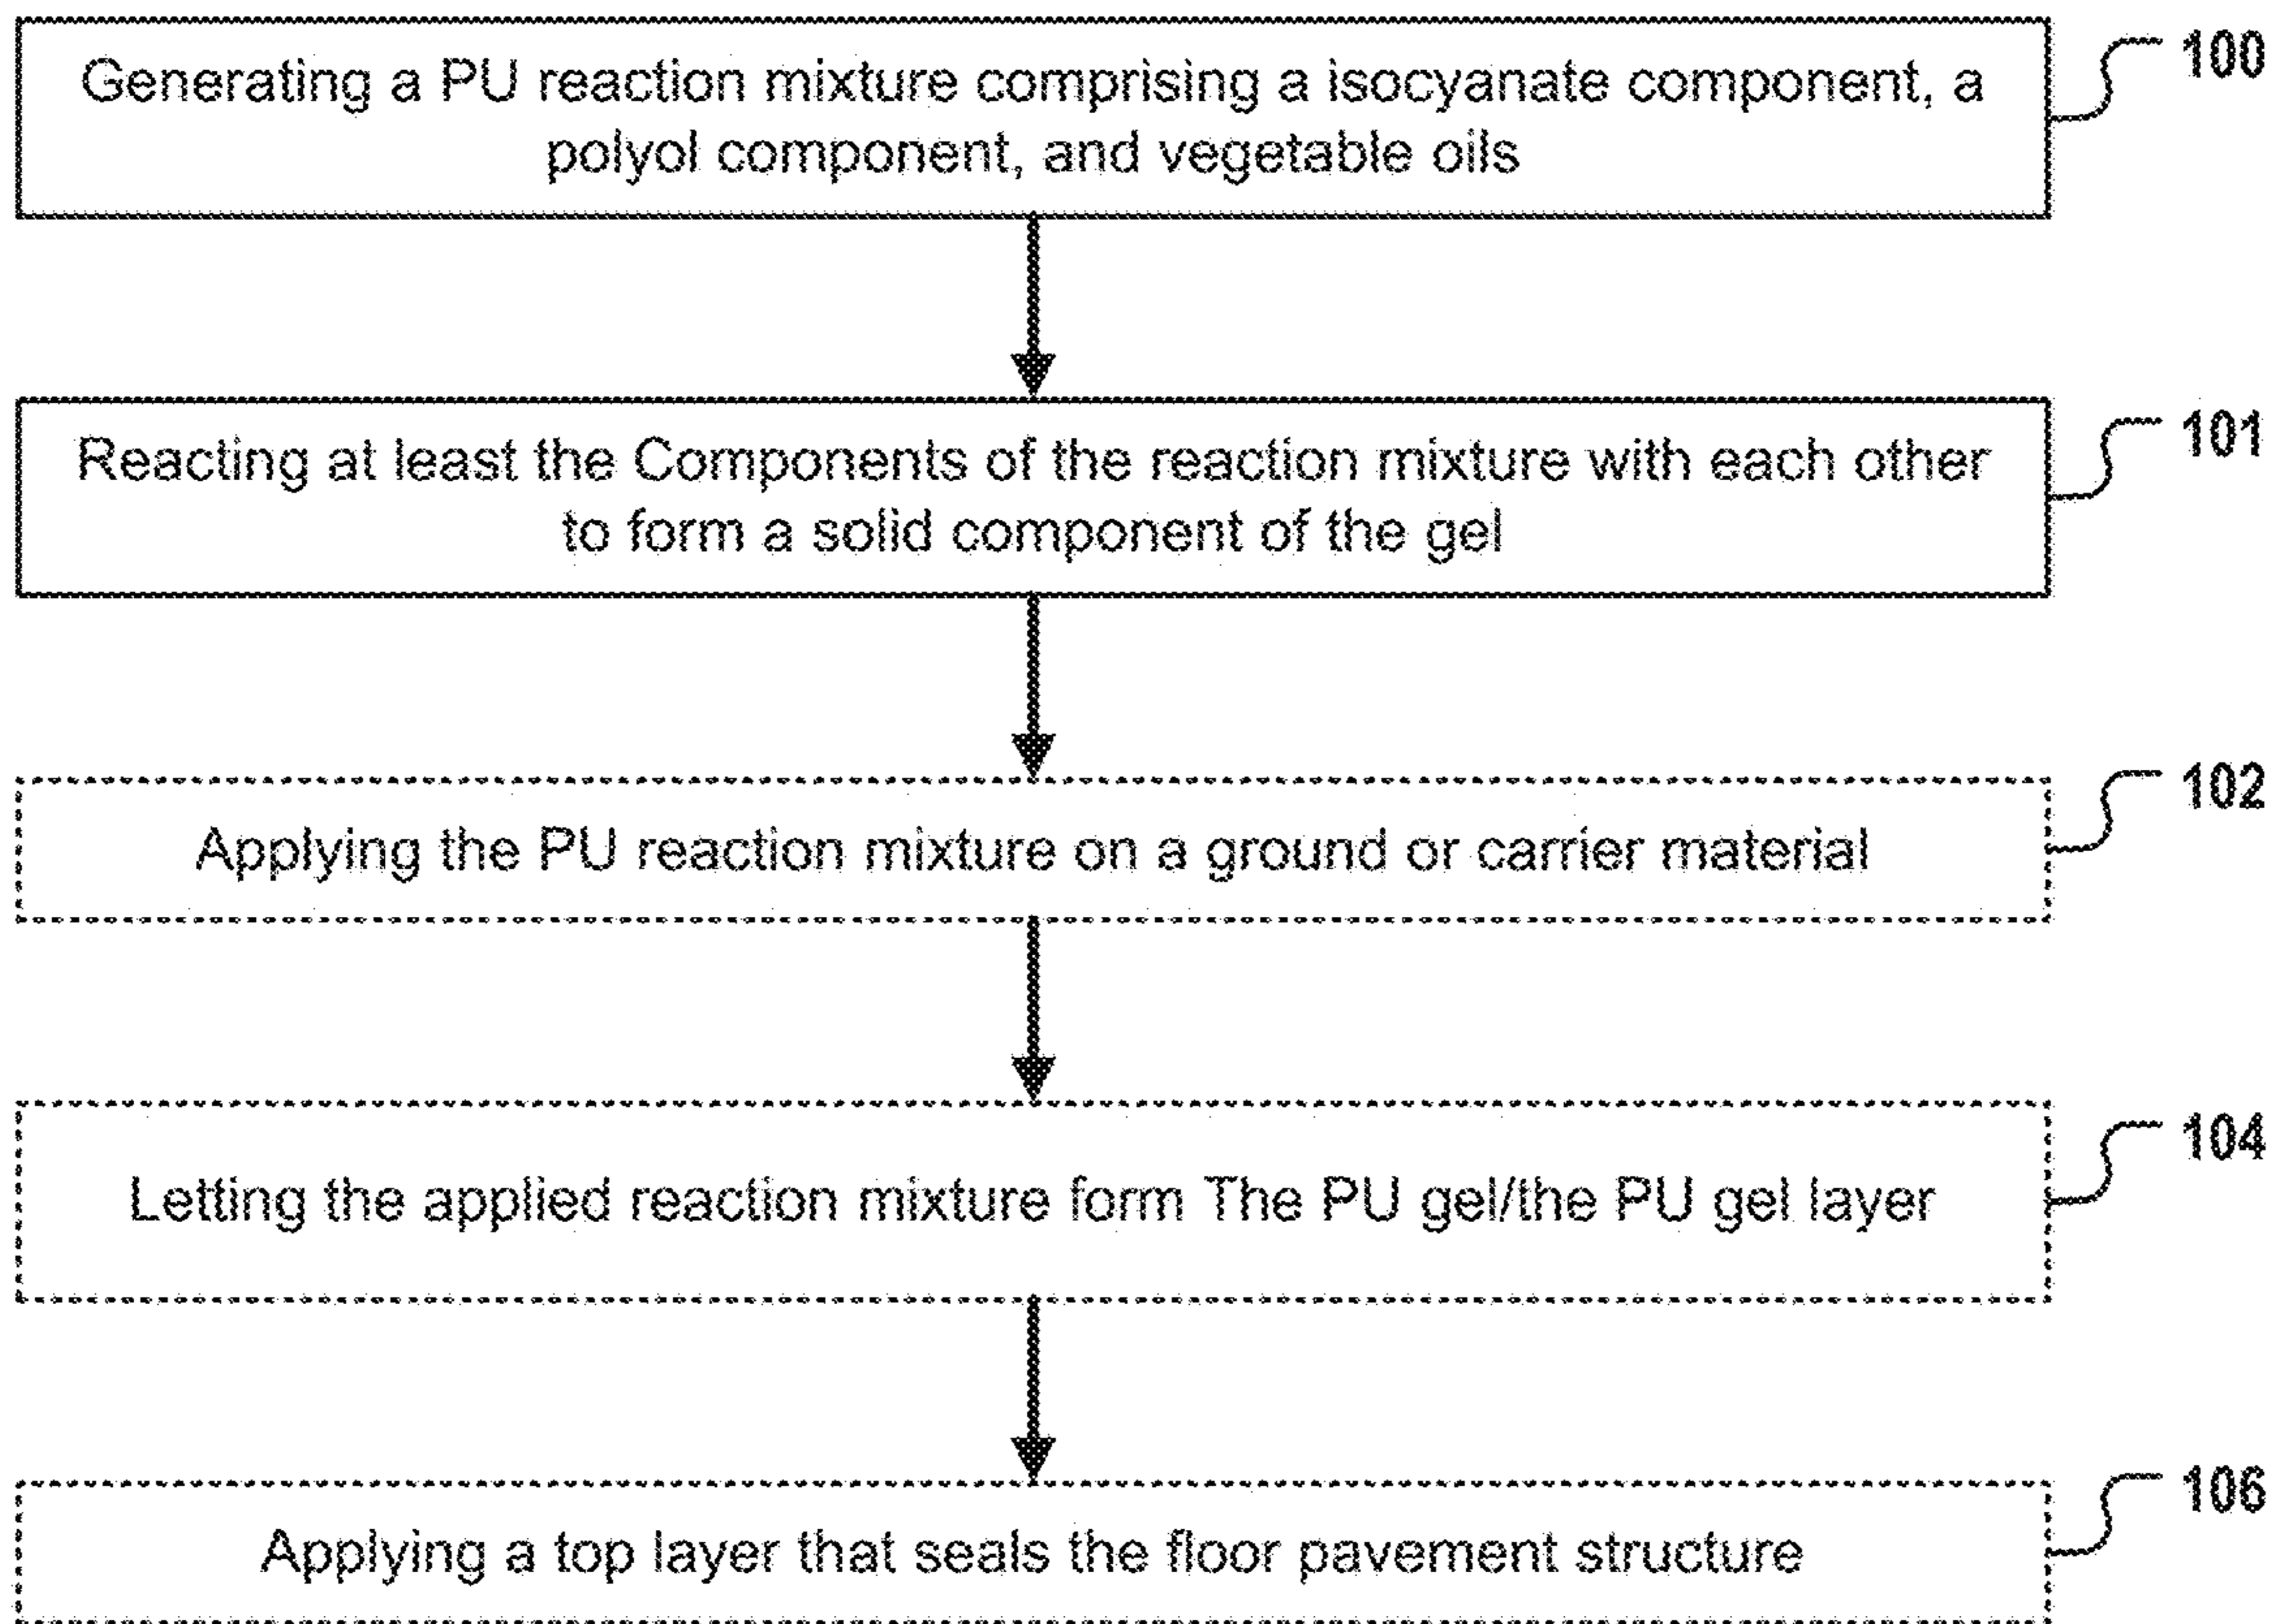 Generating a PU reaction mixture comprising a isocyanate component, a
polyol component, and vegetable oils
100
Reacting at least the Components of the reaction mixture with each other
to form a solid component of the gel
101
Applying the PU reaction mixture on a ground or carrier material
102
Letting the applied reaction mixture form The PU gel/the PU gel layer
104
Applying a top layer that seals the floor pavement structure
106